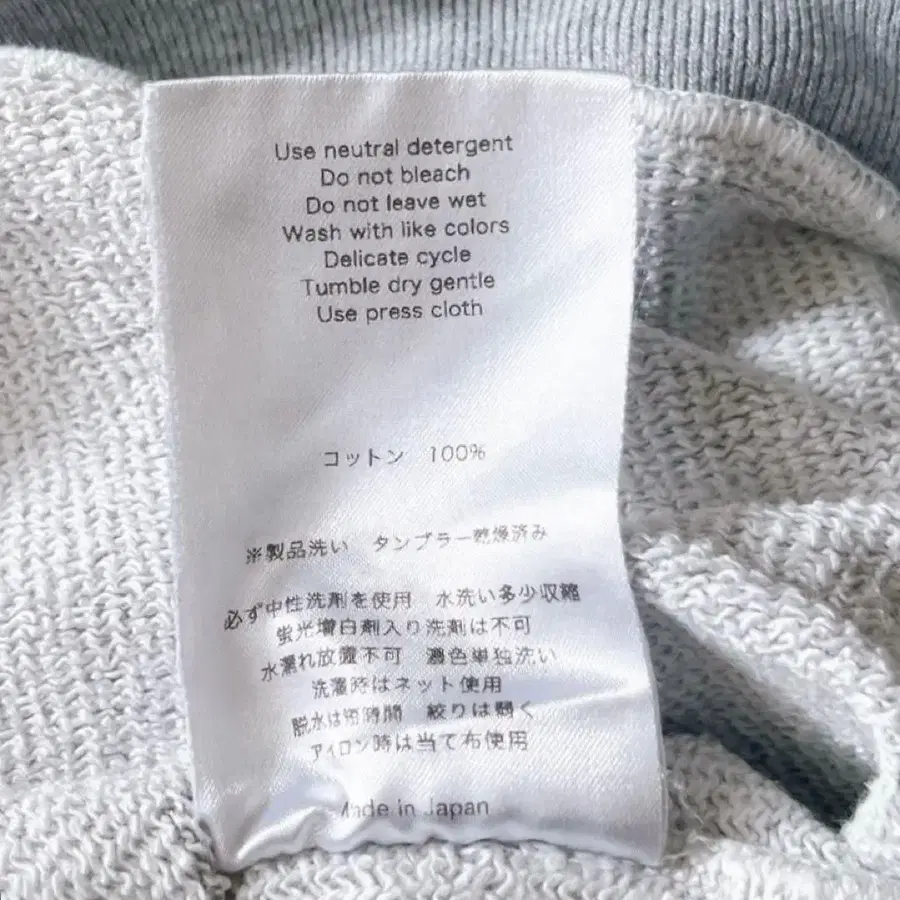 Use neutral detergent
Do not bleach
Do not leave wet
Wash with like colors
Delicate cycle
Tumble dry gentle
Use press cloth
コットン 100%
※製品洗い タンブラー乾燥済み
必ず中性洗剤を使用 水洗い多少収縮
蛍光増白剤入り洗剤は不可
水濡れ放置不可 濃色単独洗い
洗濯時はネット使用
脱水は短時間 絞りは弱く
アイロン時は当て布使用
Made in Japan